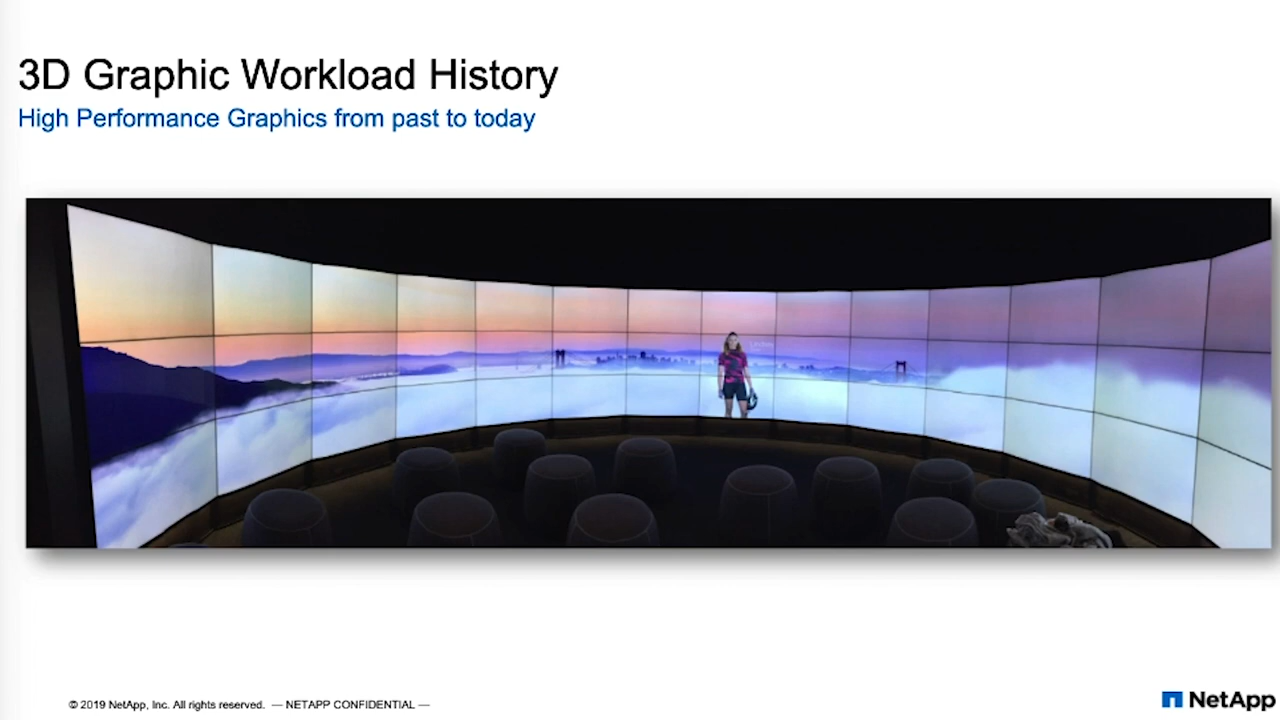 3D Graphic Workload History
High Performance Graphics from past to today
© 2019 NetApp, Inc. All rights reserved. — NETAPP CONFIDENTIAL —
NetApp